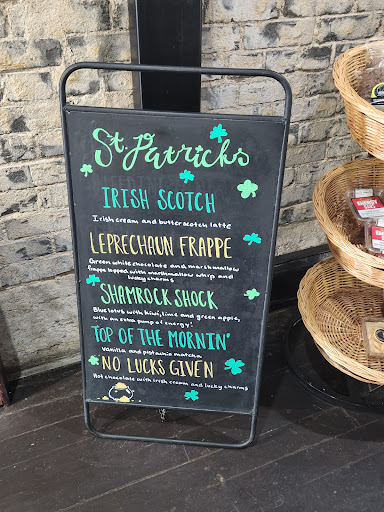 St. Patricks
IRISH SCOTCH
Irish cream and butterscotch latte
LEPRECHAUN FRAPPE
Green white chocolate and marshmallow
frappe topped with marshmallow whip and
lucky charms
SHAMROCK SHOCK
Blue lotus with kiwi, lime and green apple,
with an extra pump of energy!
TOP OF THE MORNIN'
Vanilla and pistachio matcha
NO LUCKS GIVEN
Hot chocolate with irish cream and lucky charms